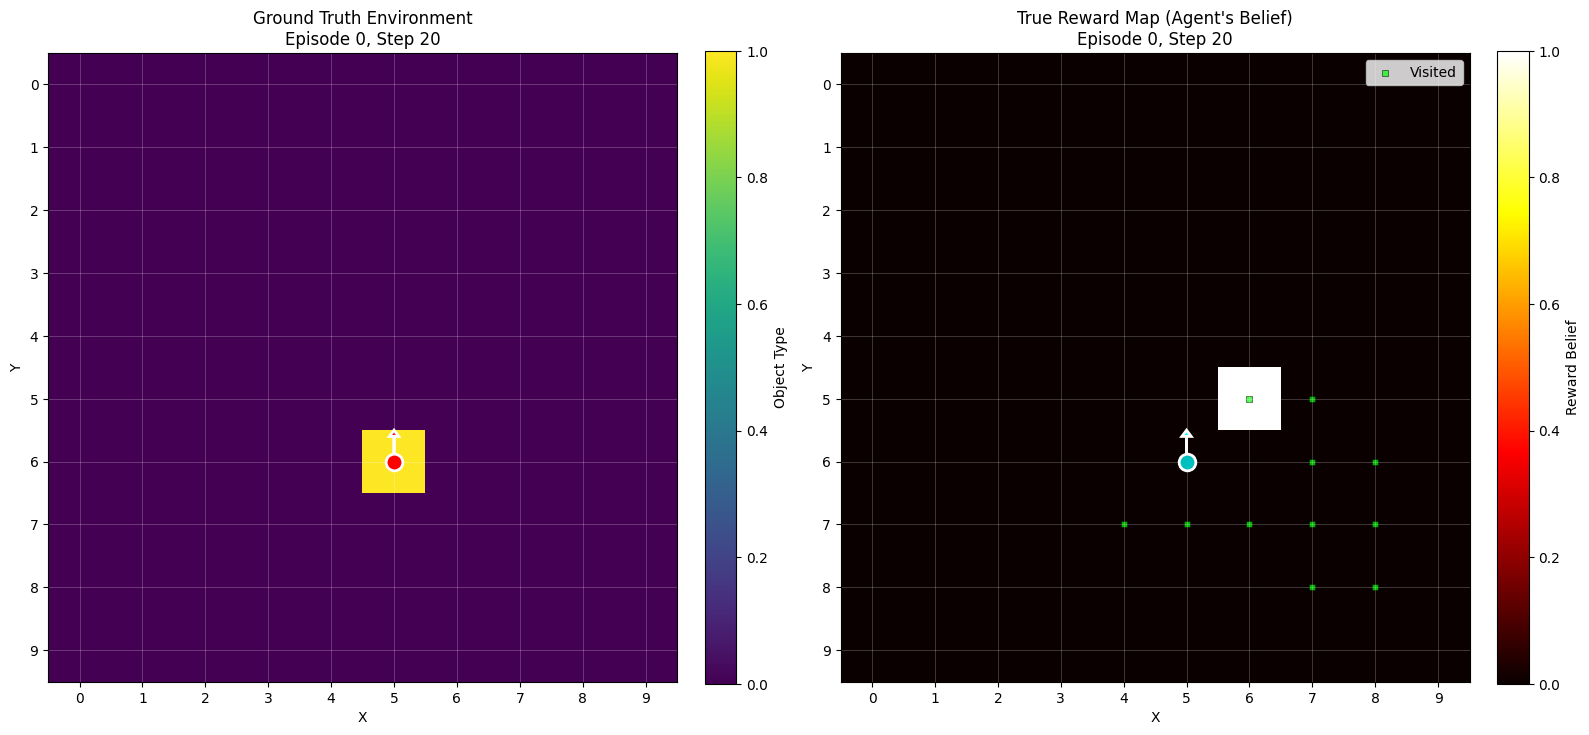 Ground Truth Environment
Episode 0, Step 20
0
1
2
3
4
5
6
7
8
9
Y
0 1 2 3 4 5 6 7 8 9
X
1.0
0.8
0.6
0.4
0.2
0.0
Object Type
True Reward Map (Agent's Belief)
Episode 0, Step 20
Visited
0
1
2
3
4
5
6
7
8
9
Y
0 1 2 3 4 5 6 7 8 9
X
1.0
0.8
0.6
0.4
0.2
0.0
Reward Belief